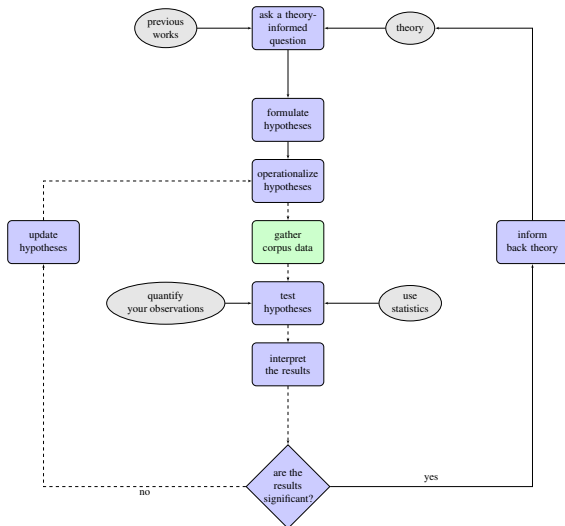 previous
works
ask a theory-
informed
question
theory
formulate
hypotheses
operationalize
hypotheses
update
hypotheses
gather
corpus data
inform
back theory
quantify
your observations
test
hypotheses
use
statistics
interpret
the results
are the
results
significant?
no
yes